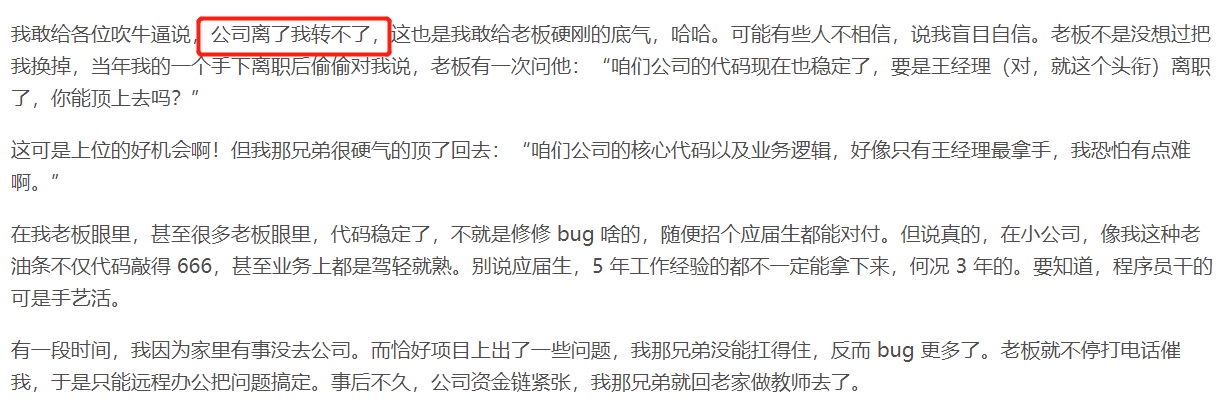 我敢给各位吹牛逼说，公司离了我转不了，这也是我敢给老板硬刚的底气，哈哈。可能有些人不相信，说我盲目自信。老板不是没想过把
我换掉，当年我的一个手下离职后偷偷对我说，老板有一次问他：“咱们公司的代码现在也稳定了，要是王经理（对，就这个头衔）离职
了，你能顶上去吗？”
这可是上位的好机会啊！但我那兄弟很硬气的顶了回去：“咱们公司的核心代码以及业务逻辑，好像只有王经理最拿手，我恐怕有点难
啊。”
在我老板眼里，甚至很多老板眼里，代码稳定了，不就是修修 bug 啥的，随便招个应届生都能对付。但说真的，在小公司，像我这种老
油条不仅代码敲得 666，甚至业务上都是驾轻就熟。别说应届生，5 年工作经验的都不一定能拿下来，何况 3 年的。要知道，程序员干的
可是手艺活。
有一段时间，我因为家里有事没去公司。而恰好项目上出了一些问题，我那兄弟没能扛得住，反而 bug 更多了。老板就不停打电话催
我，于是只能远程办公把问题搞定。事后不久，公司资金链紧张，我那兄弟就回老家做教师去了。